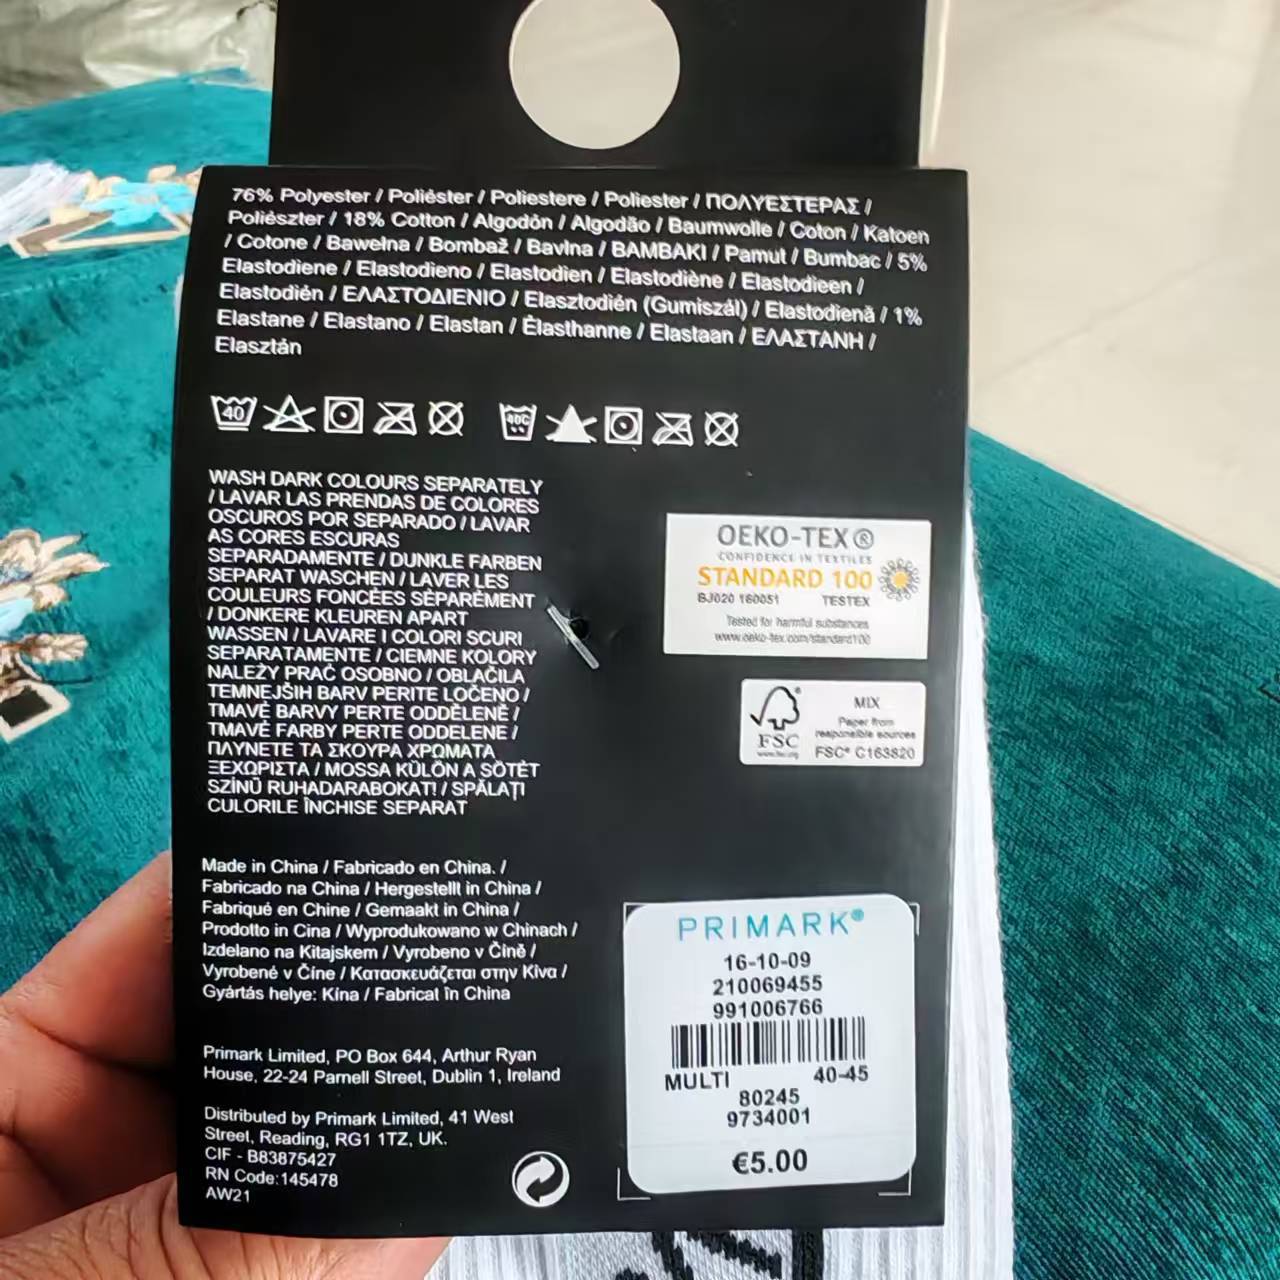 76% Polyester / Poliéster / Poliestere / Poliester / ΠΟΛΥΕΣΤΕΡΑΣ /
Poliészter / 18% Cotton / Algodón / Algodão / Baumwolle / Coton / Katoen
/ Cotone / Bawełna / Bombaž / Bavlna / ΒΑΜΒΑΚΙ / Pamut / Bumbac / 5%
Elastodiene / Elastodieno / Elastodien / Elastodiène / Elastodieen /
Elastodién / ΕΛΑΣΤΟΔΙΕΝΙΟ / Elasztodién (Gumiszál) / Elastodienă / 1%
Elastane / Elastano / Elastan / Élasthanne / Elastaan / ΕΛΑΣΤΑΝΗ /
Elasztán
40 40C
WASH DARK COLOURS SEPARATELY
/ LAVAR LAS PRENDAS DE COLORES
OSCUROS POR SEPARADO / LAVAR
AS CORES ESCURAS
SEPARADAMENTE / DUNKLE FARBEN
SEPARAT WASCHEN / LAVER LES
COULEURS FONCÉES SÉPARÉMENT
/ DONKERE KLEUREN APART
WASSEN / LAVARE I COLORI SCURI
SEPARATAMENTE / CIEMNE KOLORY
NALEŻY PRAĆ OSOBNO / OBLAČILA
TEMNEJŠIH BARV PERITE LOČENO /
TMAVÉ BARVY PERTE ODDĚLENĚ /
TMAVÉ FARBY PERTE ODDELENE /
ΠΛΥΝΕΤΕ ΤΑ ΣΚΟΥΡΑ ΧΡΩΜΑΤΑ
ΞΕΧΩΡΙΣΤΑ / MOSSA KÜLÖN A SÖTÉT
SZÍNŰ RUHADARABOKAT! / SPĂLAȚI
CULORILE ÎNCHISE SEPARAT
OEKO-TEX®
CONFIDENCE IN TEXTILES
STANDARD 100
BJ020 160051 TESTEX
Tested for harmful substances
www.oeko-tex.com/standard100
FSC
www.fsc.org
MIX
Paper from
responsible sources
FSC® C163820
Made in China / Fabricado en China. /
Fabricado na China / Hergestellt in China /
Fabriqué en Chine / Gemaakt in China /
Prodotto in Cina / Wyprodukowano w Chinach /
Izdelano na Kitajskem / Vyrobeno v Číně /
Vyrobené v Číne / Κατασκευάζεται στην Κίνα /
Gyártás helye: Kína / Fabricat în China
Primark Limited, PO Box 644, Arthur Ryan
House, 22-24 Parnell Street, Dublin 1, Ireland
Distributed by Primark Limited, 41 West
Street, Reading, RG1 1TZ, UK.
CIF - B83875427
RN Code:145478
AW21
PRIMARK®
16-10-09
210069455
991006766
MULTI 40-45
80245
9734001
€5.00